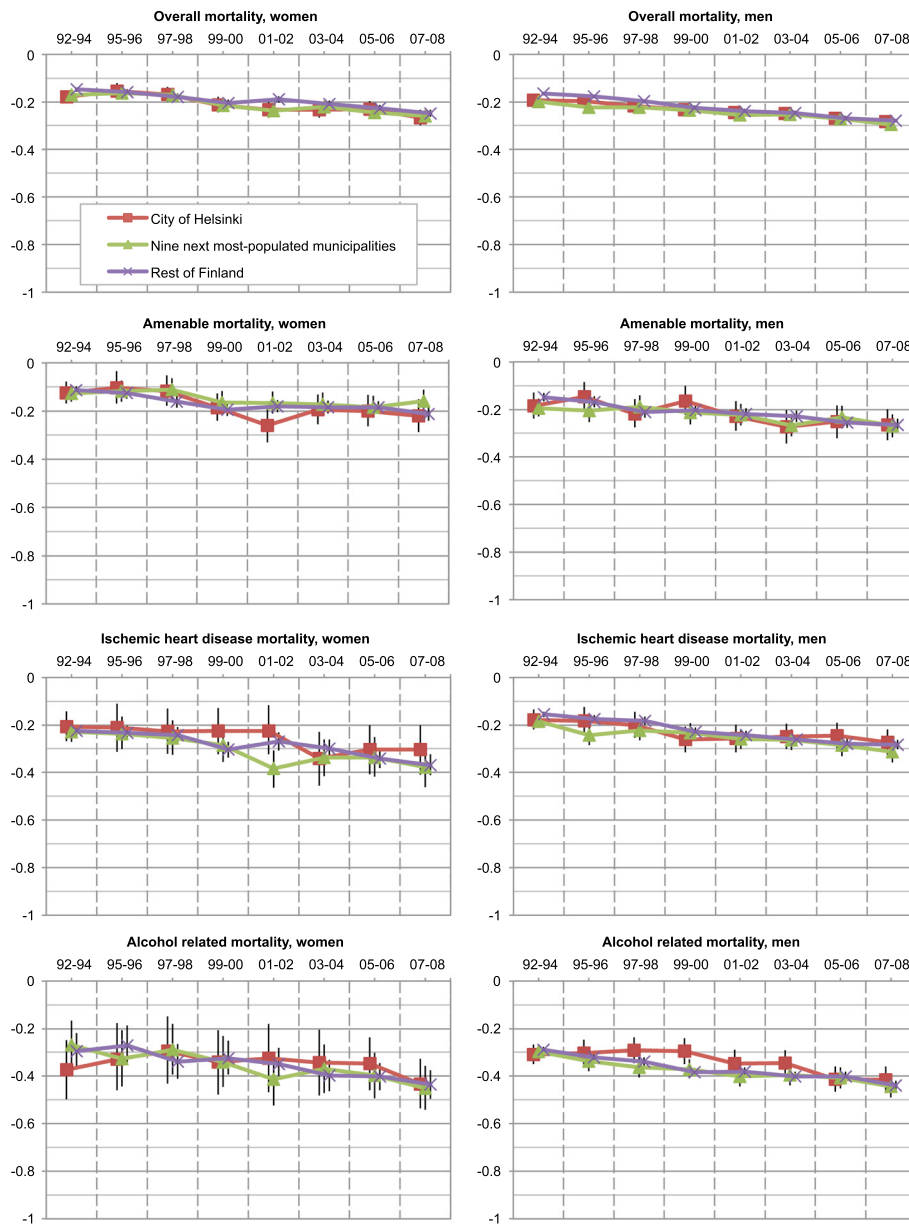 Overall mortality, women
92-94 95-96 97-98 99-00 01-02 03-04 05-06 07-08
0
-0.2
-0.4
-0.6
-0.8
-1
City of Helsinki
Nine next most-populated municipalities
Rest of Finland
Overall mortality, men
92-94 95-96 97-98 99-00 01-02 03-04 05-06 07-08
0
-0.2
-0.4
-0.6
-0.8
-1
Amenable mortality, women
92-94 95-96 97-98 99-00 01-02 03-04 05-06 07-08
0
-0.2
-0.4
-0.6
-0.8
-1
Amenable mortality, men
92-94 95-96 97-98 99-00 01-02 03-04 05-06 07-08
0
-0.2
-0.4
-0.6
-0.8
-1
Ischemic heart disease mortality, women
92-94 95-96 97-98 99-00 01-02 03-04 05-06 07-08
0
-0.2
-0.4
-0.6
-0.8
-1
Ischemic heart disease mortality, men
92-94 95-96 97-98 99-00 01-02 03-04 05-06 07-08
0
-0.2
-0.4
-0.6
-0.8
-1
Alcohol related mortality, women
92-94 95-96 97-98 99-00 01-02 03-04 05-06 07-08
0
-0.2
-0.4
-0.6
-0.8
-1
Alcohol related mortality, men
92-94 95-96 97-98 99-00 01-02 03-04 05-06 07-08
0
-0.2
-0.4
-0.6
-0.8
-1